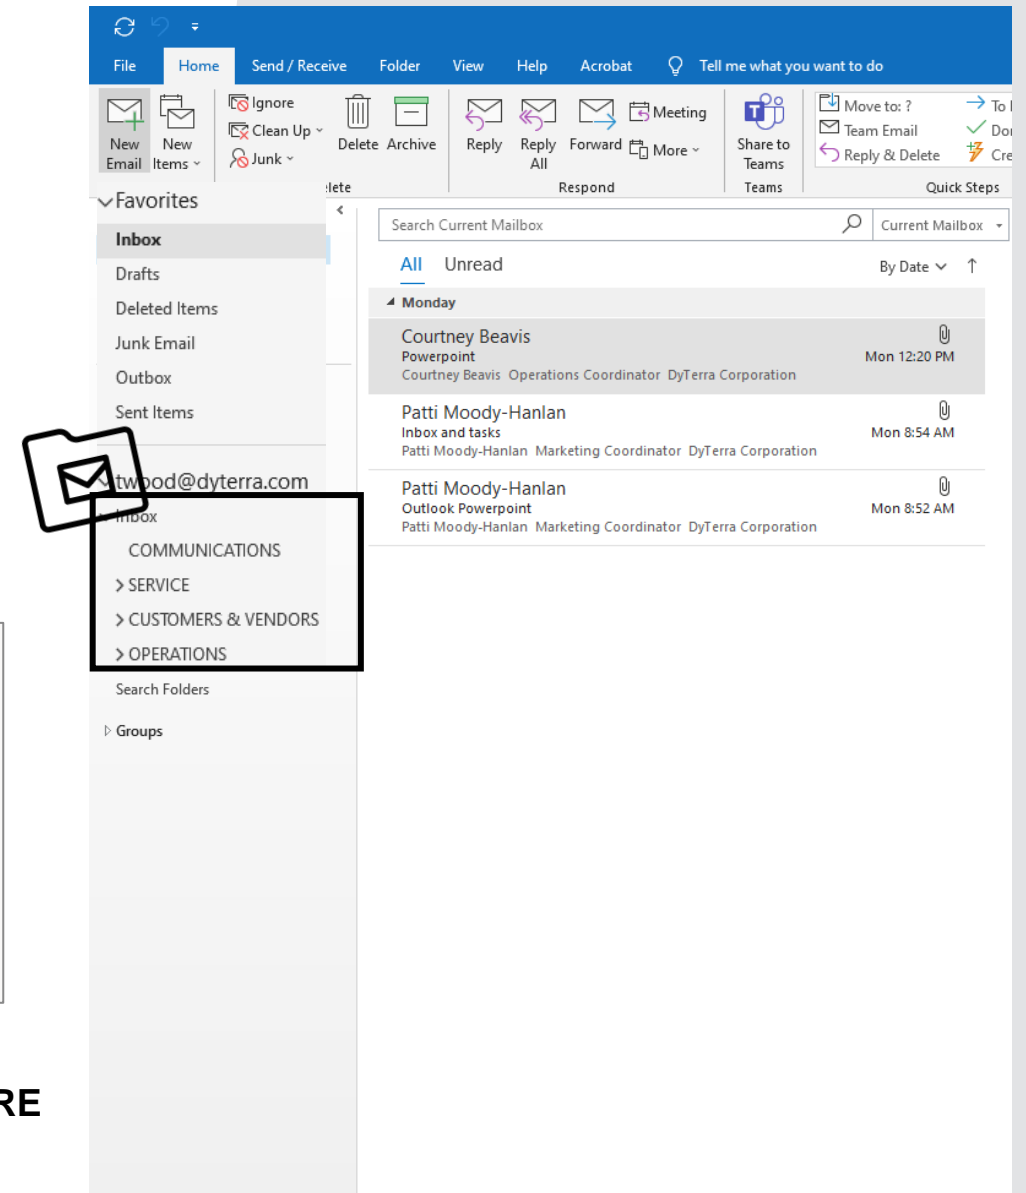 File Home Send / Receive Folder View Help Acrobat Tell me what you want to do
New Email
New Items
Ignore
Clean Up
Junk
Delete
Archive
Reply
Reply All
Forward
Meeting
More
Respond
Share to Teams
Teams
Move to: ?
Team Email
Reply & Delete
To
Quick Steps
Favorites
Inbox
Drafts
Deleted Items
Junk Email
Outbox
Sent Items
twood@dyterra.com
Inbox
COMMUNICATIONS
SERVICE
CUSTOMERS & VENDORS
OPERATIONS
Search Folders
Groups
Search Current Mailbox Current Mailbox
All Unread By Date
Monday
Courtney Beavis
Powerpoint Mon 12:20 PM
Courtney Beavis Operations Coordinator DyTerra Corporation
Patti Moody-Hanlan
Inbox and tasks Mon 8:54 AM
Patti Moody-Hanlan Marketing Coordinator DyTerra Corporation
Patti Moody-Hanlan
Outlook Powerpoint Mon 8:52 AM
Patti Moody-Hanlan Marketing Coordinator DyTerra Corporation
RE